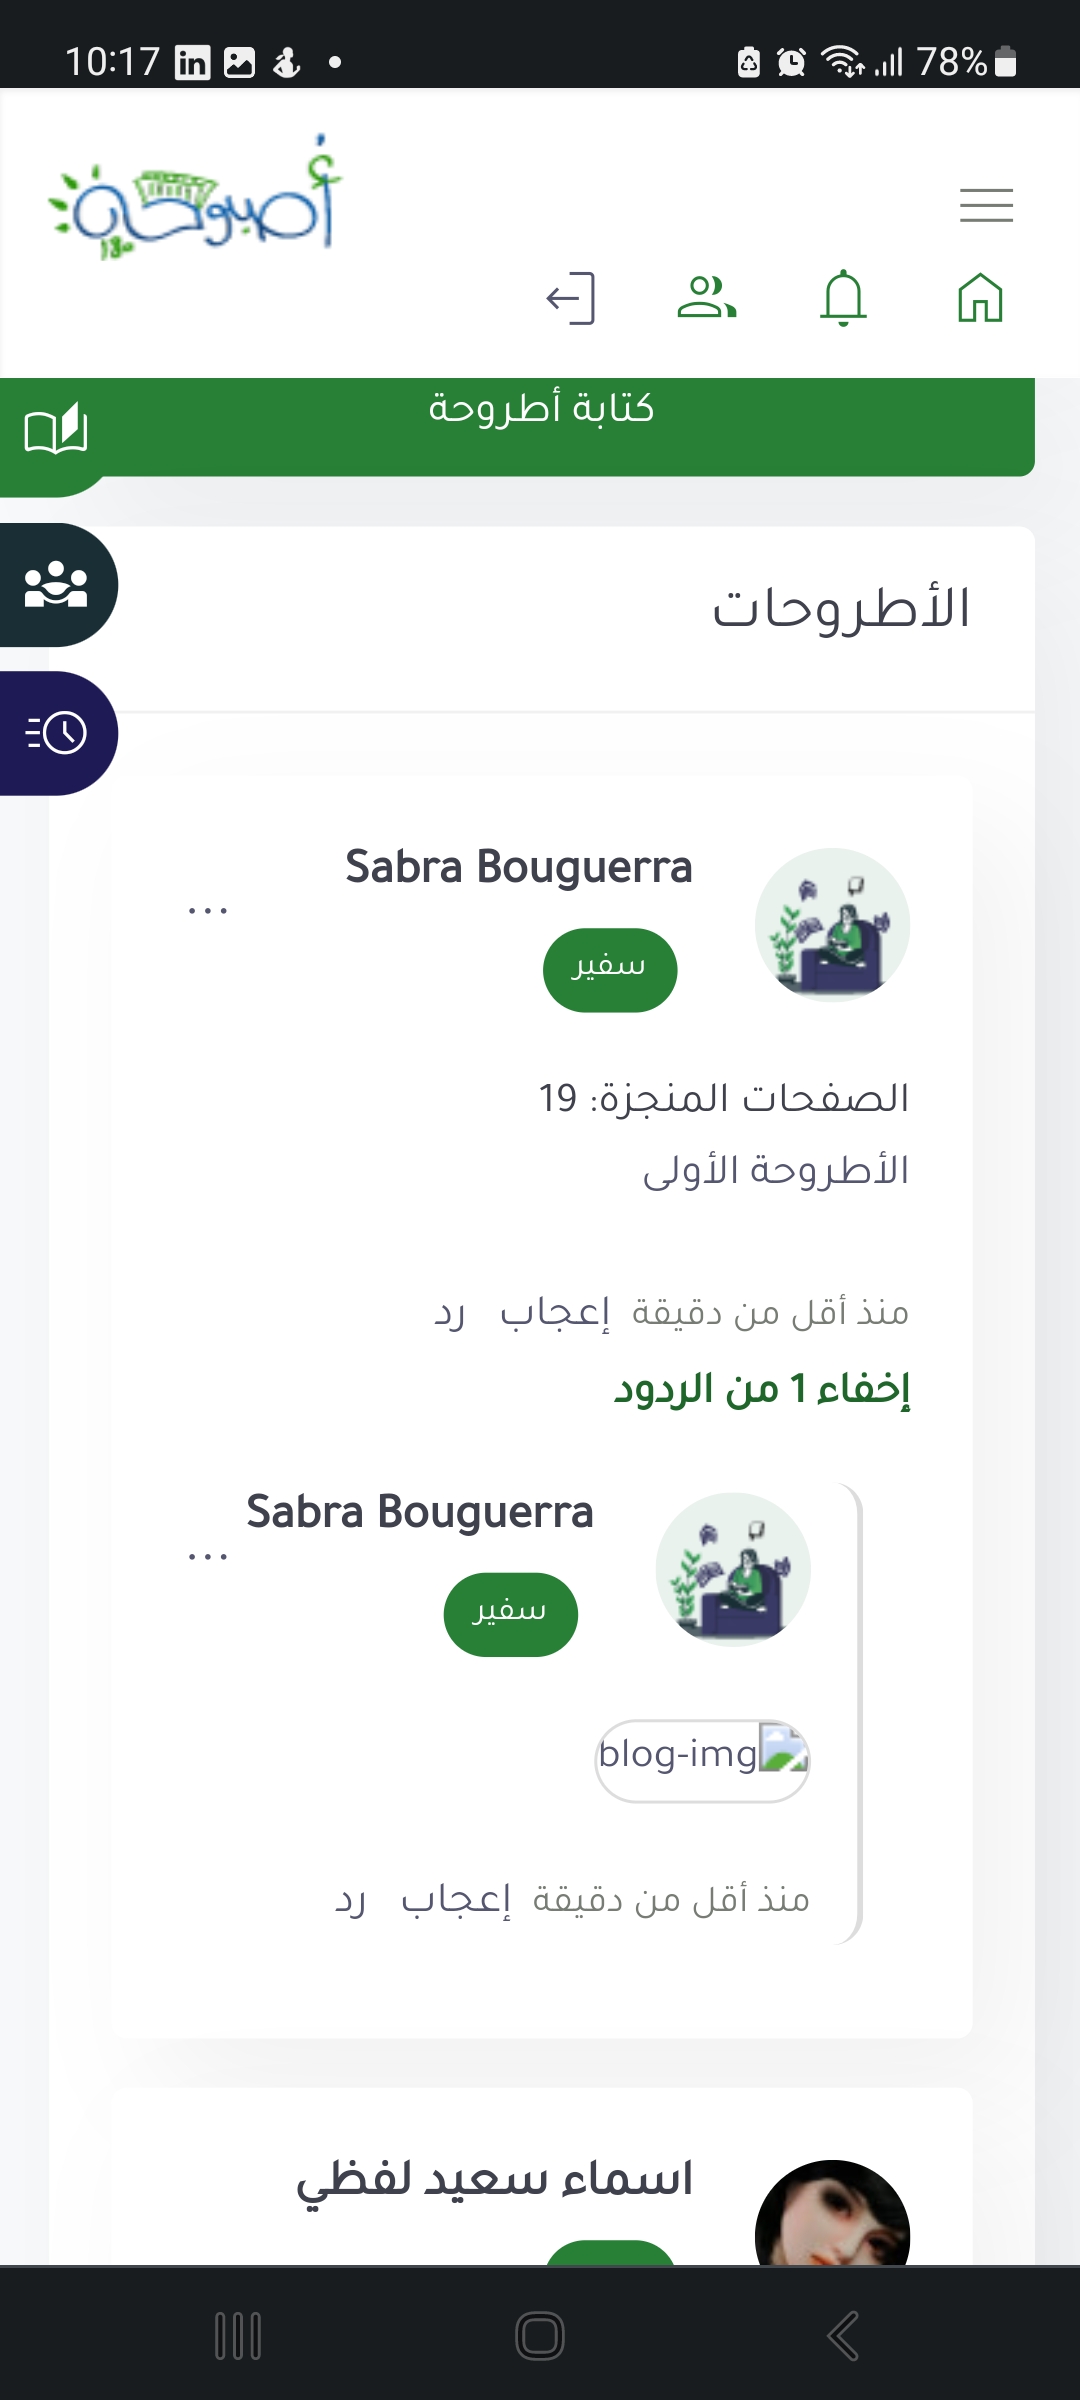 10:17
78%
أصبوحة
180
كتابة أطروحة
الأطروحات
Sabra Bouguerra
...
سفير
الصفحات المنجزة: 19
الأطروحة الأولى
منذ أقل من دقيقة إعجاب رد
إخفاء 1 من الردود
Sabra Bouguerra
...
سفير
blog-img
منذ أقل من دقيقة إعجاب رد
اسماء سعيد لفظي